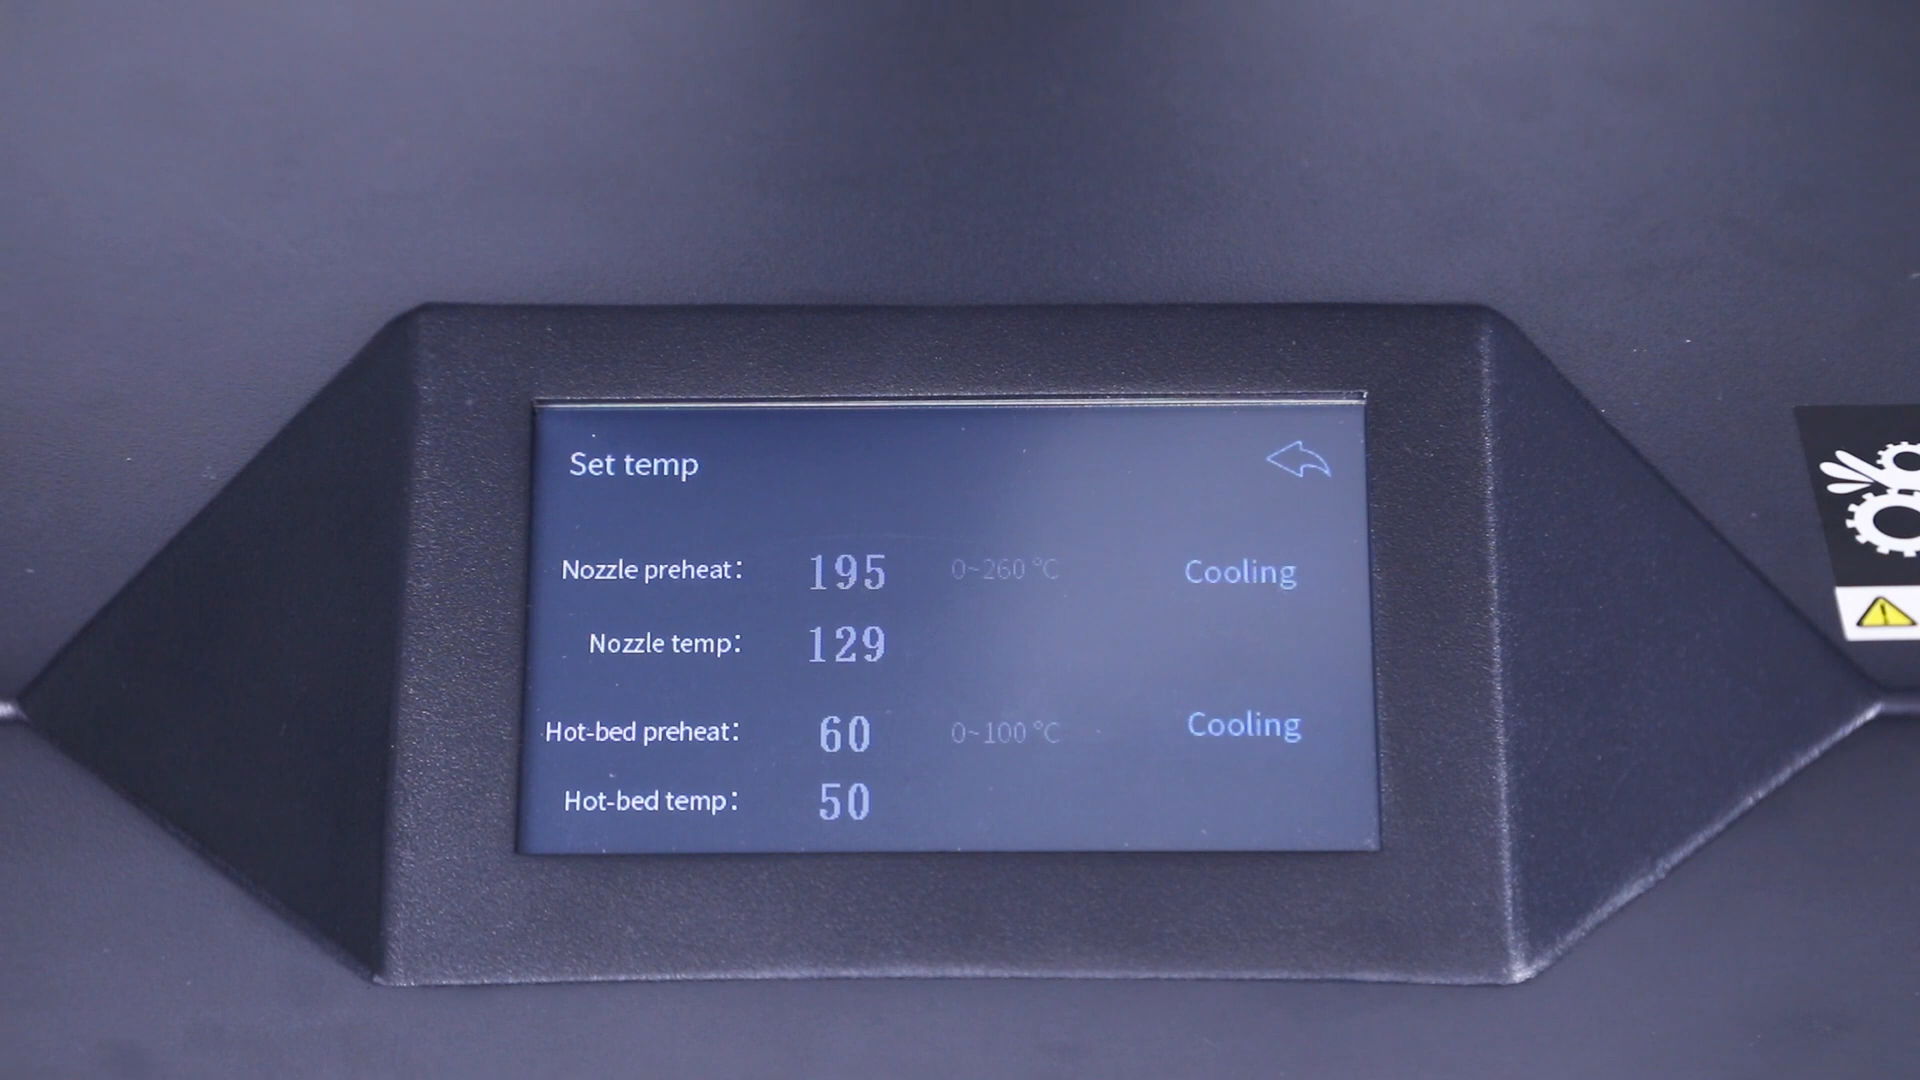 Set temp
Nozzle preheat: 195 0~260 °C Cooling
Nozzle temp: 129
Hot-bed preheat: 60 0~100 °C Cooling
Hot-bed temp: 50